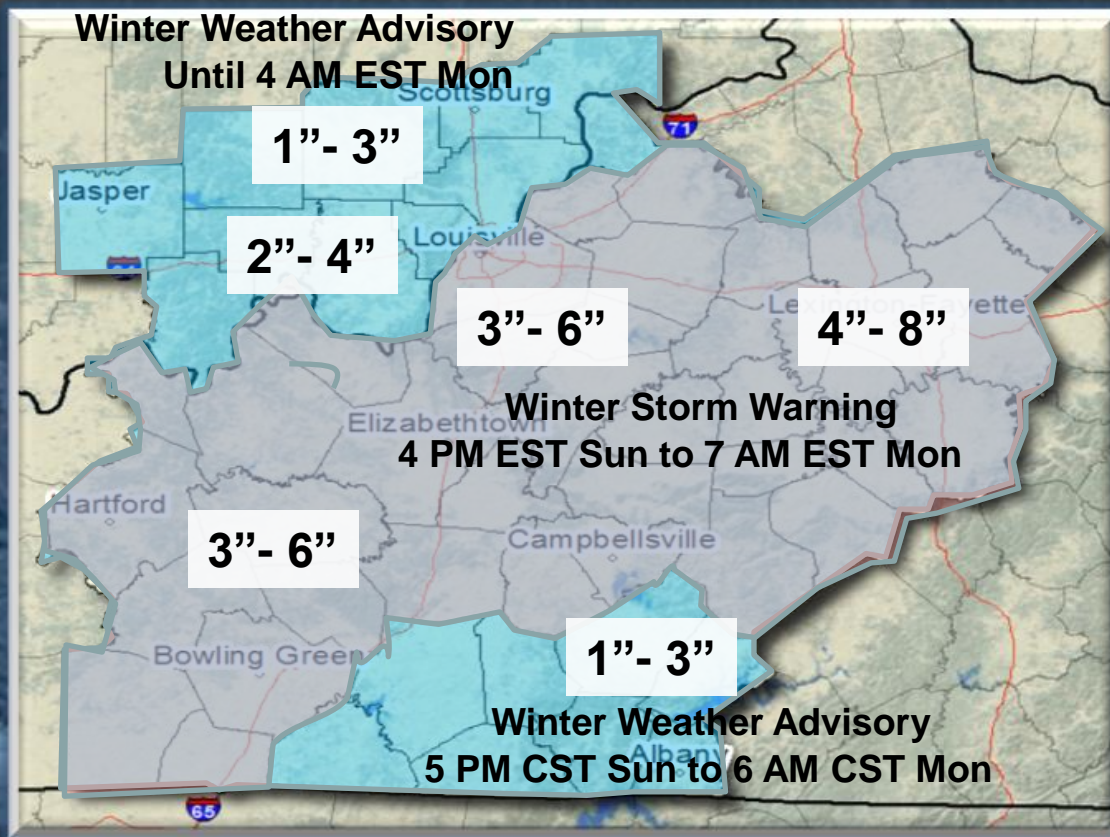 Winter Weather Advisory
Until 4 AM EST Mon
Scottsburg
71
1”- 3”
Jasper
Louisville
2”- 4”
3”- 6”
4”- 8”
Lexington-Fayette
Winter Storm Warning
Elizabethtown
4 PM EST Sun to 7 AM EST Mon
Hartford
3”- 6”
Campbellsville
Bowling Green
1”- 3”
Winter Weather Advisory
Albany
5 PM CST Sun to 6 AM CST Mon
65